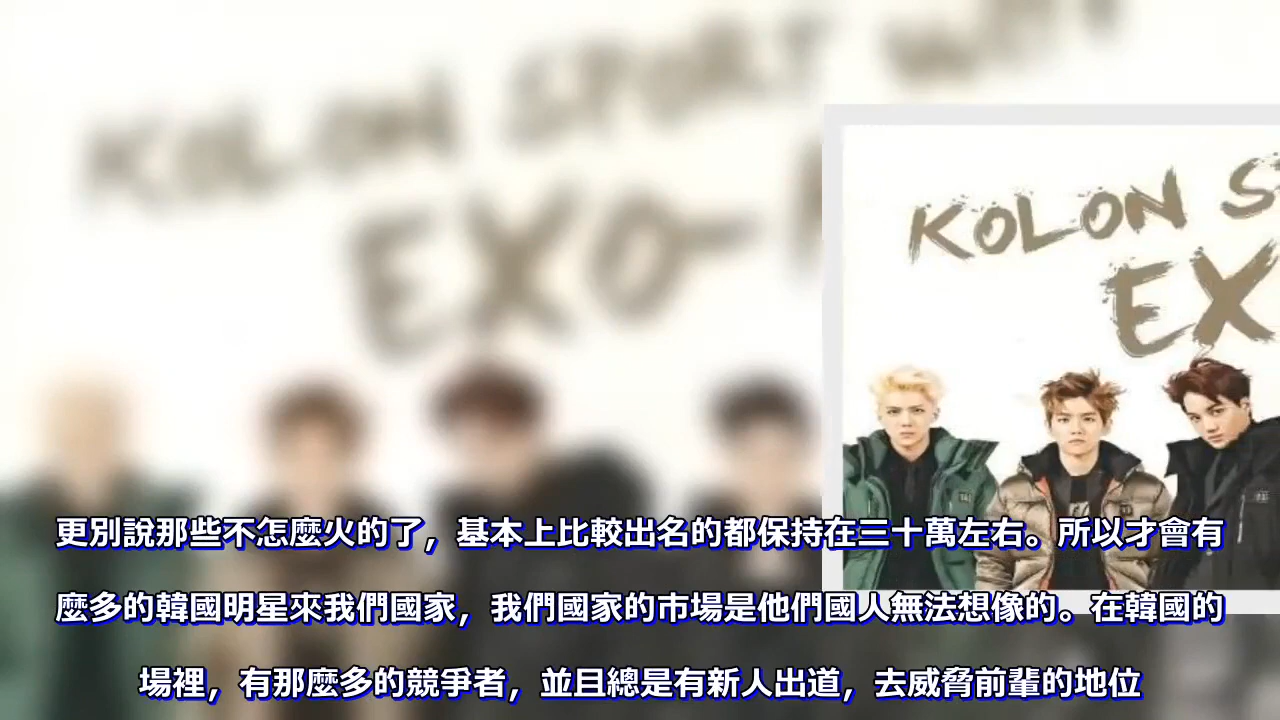 KOLON SPORT
EXO-
KOLON S
EX
更別說那些不怎麼火的了，基本上比較出名的都保持在三十萬左右。所以才會有
麼多的韓國明星來我們國家，我們國家的市場是他們國人無法想像的。在韓國的
場裡，有那麼多的競爭者，並且總是有新人出道，去威脅前輩的地位